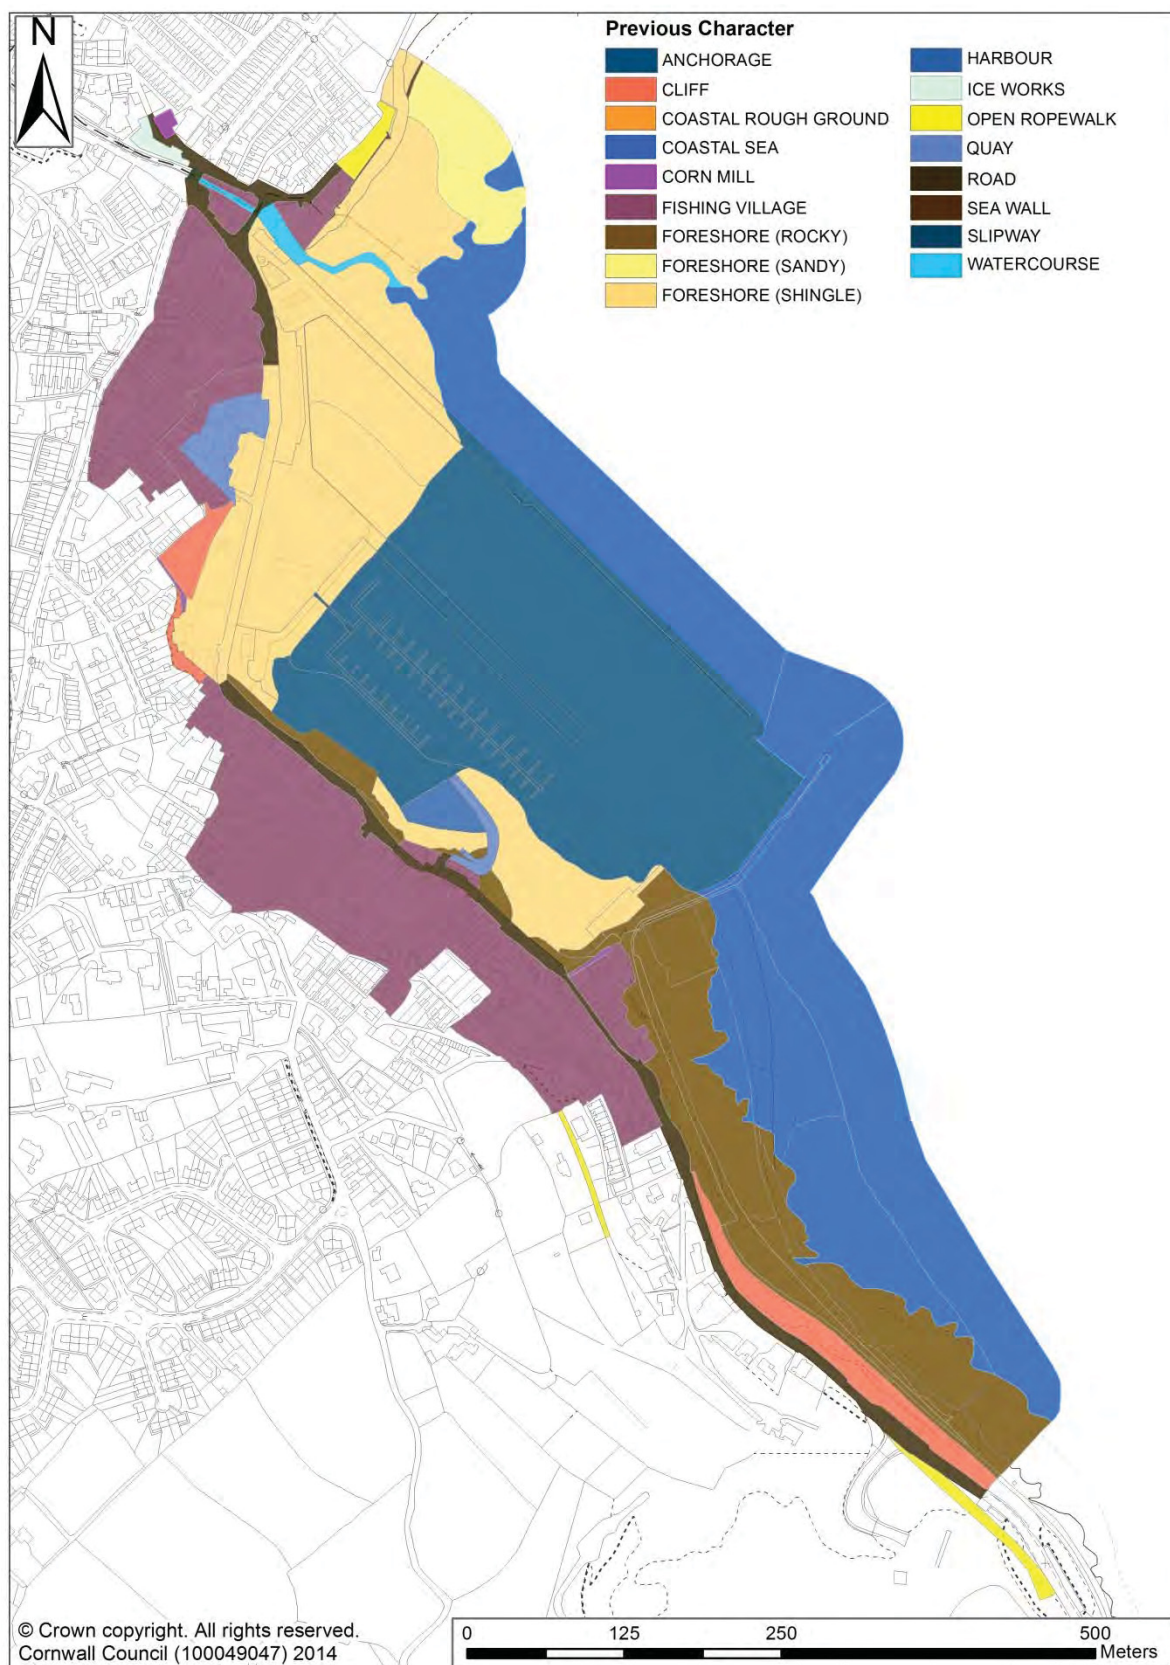 N
Previous Character
ANCHORAGE
CLIFF
COASTAL ROUGH GROUND
COASTAL SEA
CORN MILL
FISHING VILLAGE
FORESHORE (ROCKY)
FORESHORE (SANDY)
FORESHORE (SHINGLE)
HARBOUR
ICE WORKS
OPEN ROPEWALK
QUAY
ROAD
SEA WALL
SLIPWAY
WATERCOURSE
© Crown copyright. All rights reserved.
Cornwall Council (100049047) 2014
0 125 250 500
Meters